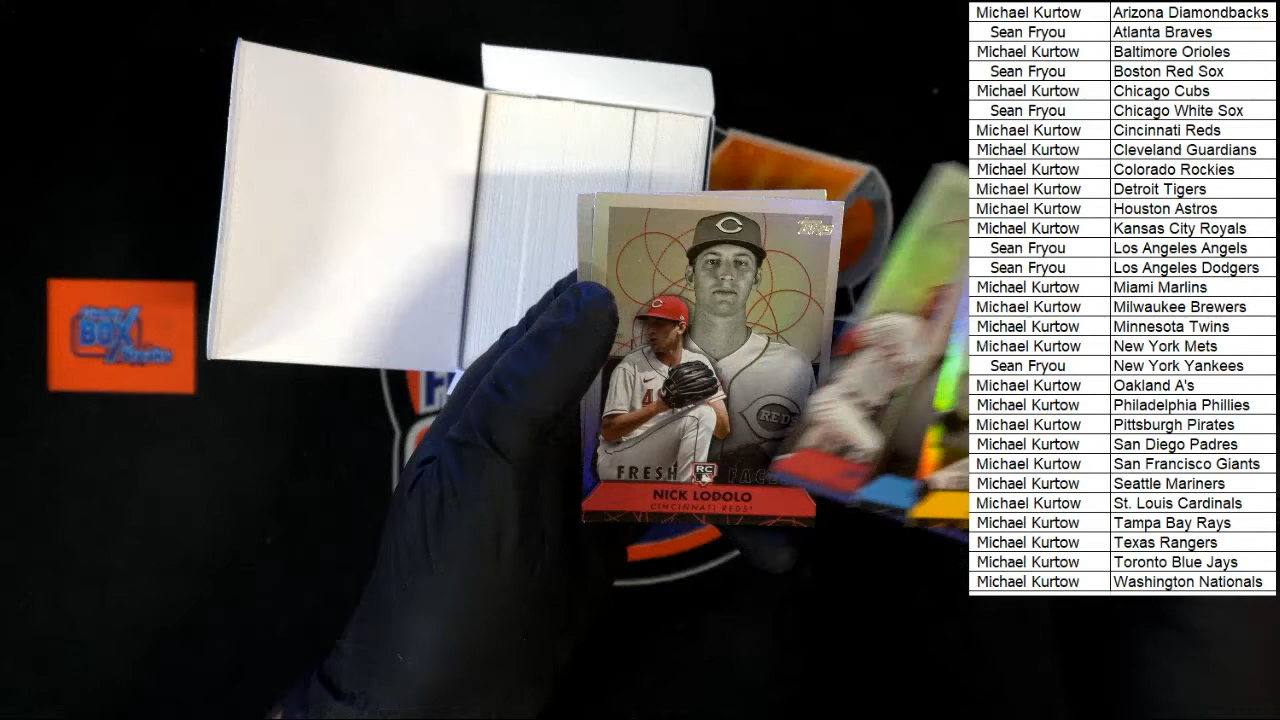 Michael Kurtow Arizona Diamondbacks
Sean Fryou Atlanta Braves
Michael Kurtow Baltimore Orioles
Sean Fryou Boston Red Sox
Michael Kurtow Chicago Cubs
Sean Fryou Chicago White Sox
Michael Kurtow Cincinnati Reds
Michael Kurtow Cleveland Guardians
Michael Kurtow Colorado Rockies
Michael Kurtow Detroit Tigers
Michael Kurtow Houston Astros
Michael Kurtow Kansas City Royals
Sean Fryou Los Angeles Angels
Sean Fryou Los Angeles Dodgers
Michael Kurtow Miami Marlins
Michael Kurtow Milwaukee Brewers
Michael Kurtow Minnesota Twins
Michael Kurtow New York Mets
Sean Fryou New York Yankees
Michael Kurtow Oakland A's
Michael Kurtow Philadelphia Phillies
Michael Kurtow Pittsburgh Pirates
Michael Kurtow San Diego Padres
Michael Kurtow San Francisco Giants
Michael Kurtow Seattle Mariners
Michael Kurtow St. Louis Cardinals
Michael Kurtow Tampa Bay Rays
Michael Kurtow Texas Rangers
Michael Kurtow Toronto Blue Jays
Michael Kurtow Washington Nationals
Topps
C
C
REDS
FRESH FACE
RC
NICK LODOLO
CINCINNATI REDS
BOX
Breaks